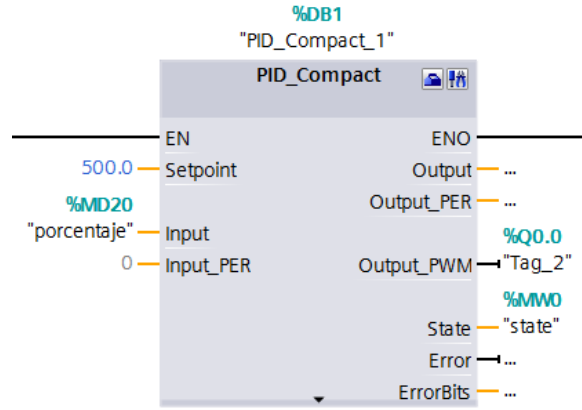 %DB1
"PID_Compact_1"
PID_Compact
EN ENO
500.0 Setpoint Output ...
%MD20 Output_PER ...
"porcentaje" Input %Q0.0
0 Input_PER Output_PWM "Tag_2"
%MW0
State "state"
Error ...
ErrorBits ...